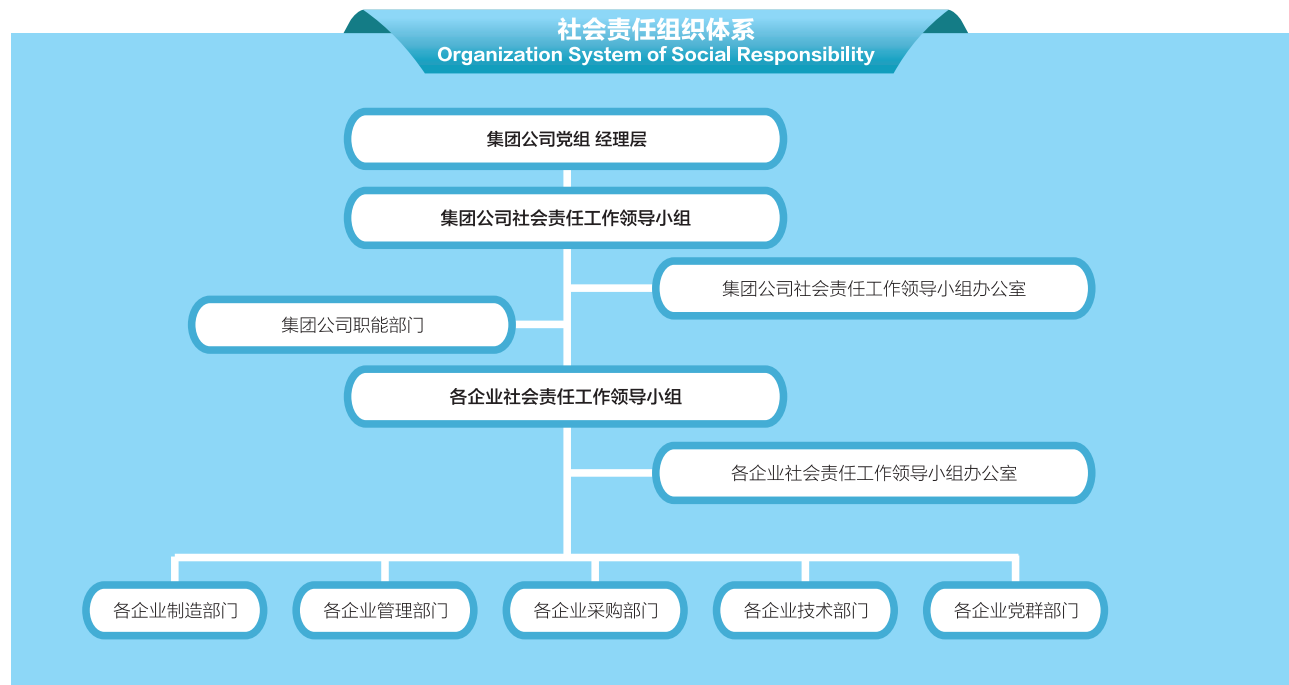 社会责任组织体系
Organization System of Social Responsibility
集团公司党组 经理层
集团公司社会责任工作领导小组
集团公司社会责任工作领导小组办公室
集团公司职能部门
各企业社会责任工作领导小组
各企业社会责任工作领导小组办公室
各企业制造部门
各企业管理部门
各企业采购部门
各企业技术部门
各企业党群部门